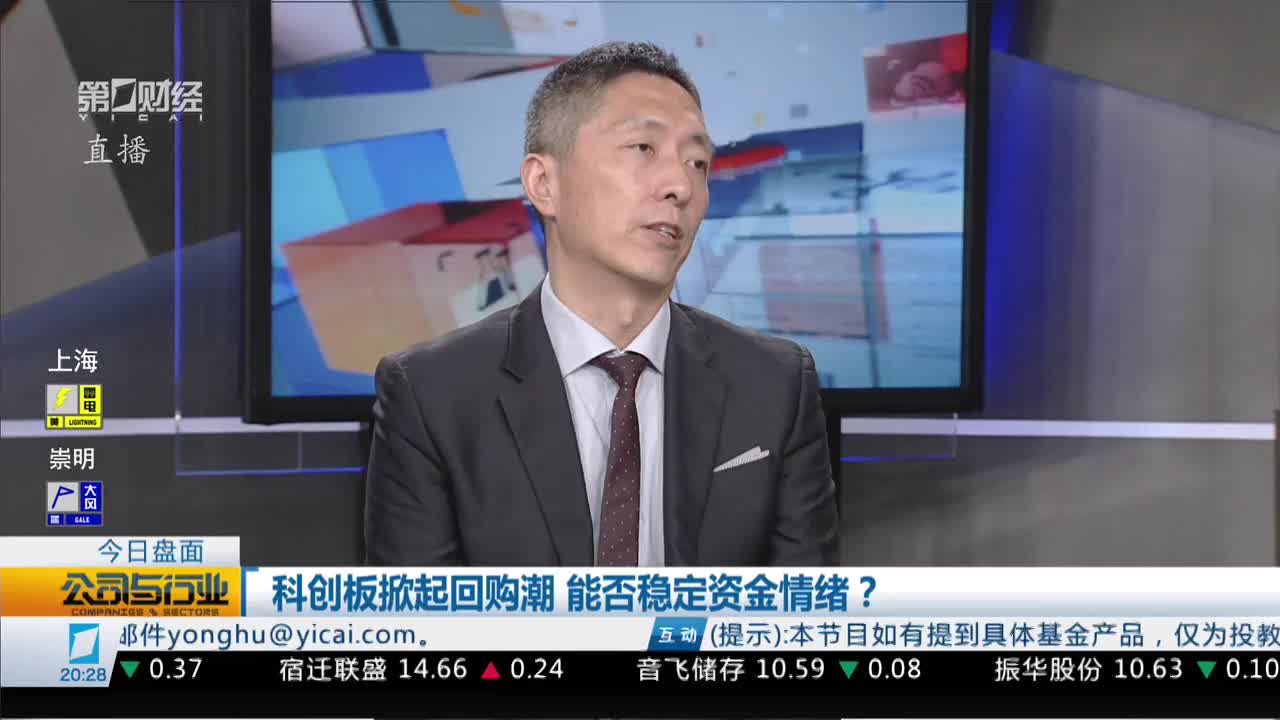 第一财经
YICAI
直播
上海
雷电
黄 LIGHTNING
崇明
大风
蓝 GALE
今日盘面
公司与行业
COMPANIES & SECTORS
科创板掀起回购潮 能否稳定资金情绪？
邮件yonghu@yicai.com。 互动 (提示):本节目如有提到具体基金产品，仅为投教
20:28 ▼ 0.37 宿迁联盛 14.66 ▲ 0.24 音飞储存 10.59 ▼ 0.08 振华股份 10.63 ▼ 0.10